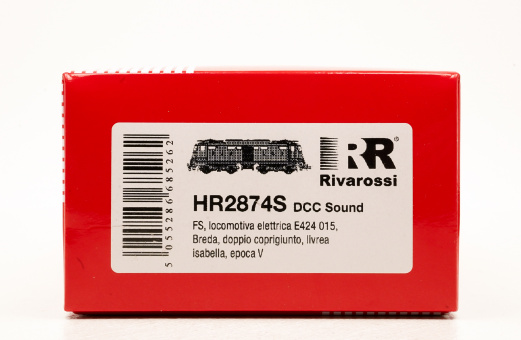 5 055286 685262
RR®
Rivarossi
HR2874S DCC Sound
FS, locomotiva elettrica E424 015,
Breda, doppio coprigiunto, livrea
isabella, epoca V